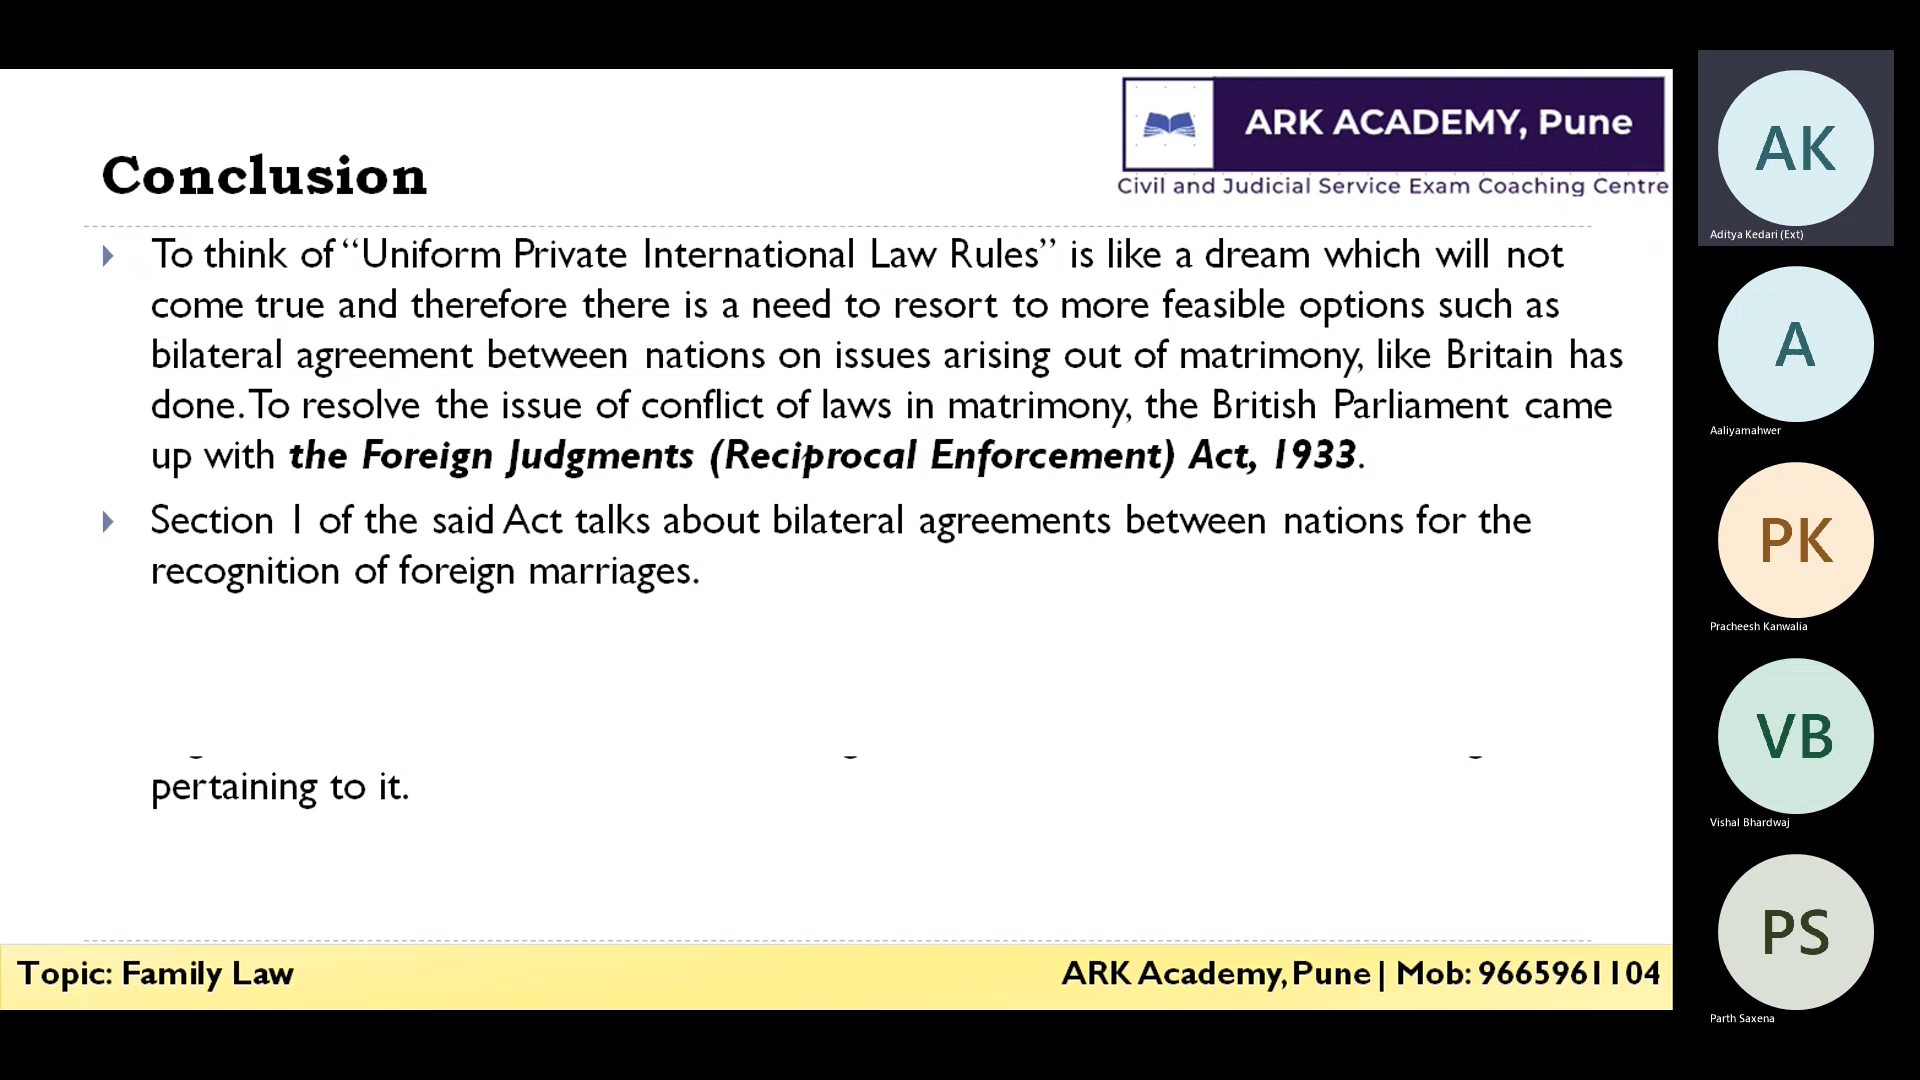 ARK ACADEMY, Pune
Civil and Judicial Service Exam Coaching Centre
Conclusion
To think of “Uniform Private International Law Rules” is like a dream which will not
come true and therefore there is a need to resort to more feasible options such as
bilateral agreement between nations on issues arising out of matrimony, like Britain has
done. To resolve the issue of conflict of laws in matrimony, the British Parliament came
up with the Foreign Judgments (Reciprocal Enforcement) Act, 1933.
Section 1 of the said Act talks about bilateral agreements between nations for the
recognition of foreign marriages.
pertaining to it.
Topic: Family Law
ARK Academy, Pune | Mob: 9665961104
AK
Aditya Kedari (Ext)
A
Aaliyamahwer
PK
Pracheesh Kanwalia
VB
Vishal Bhardwaj
PS
Parth Saxena